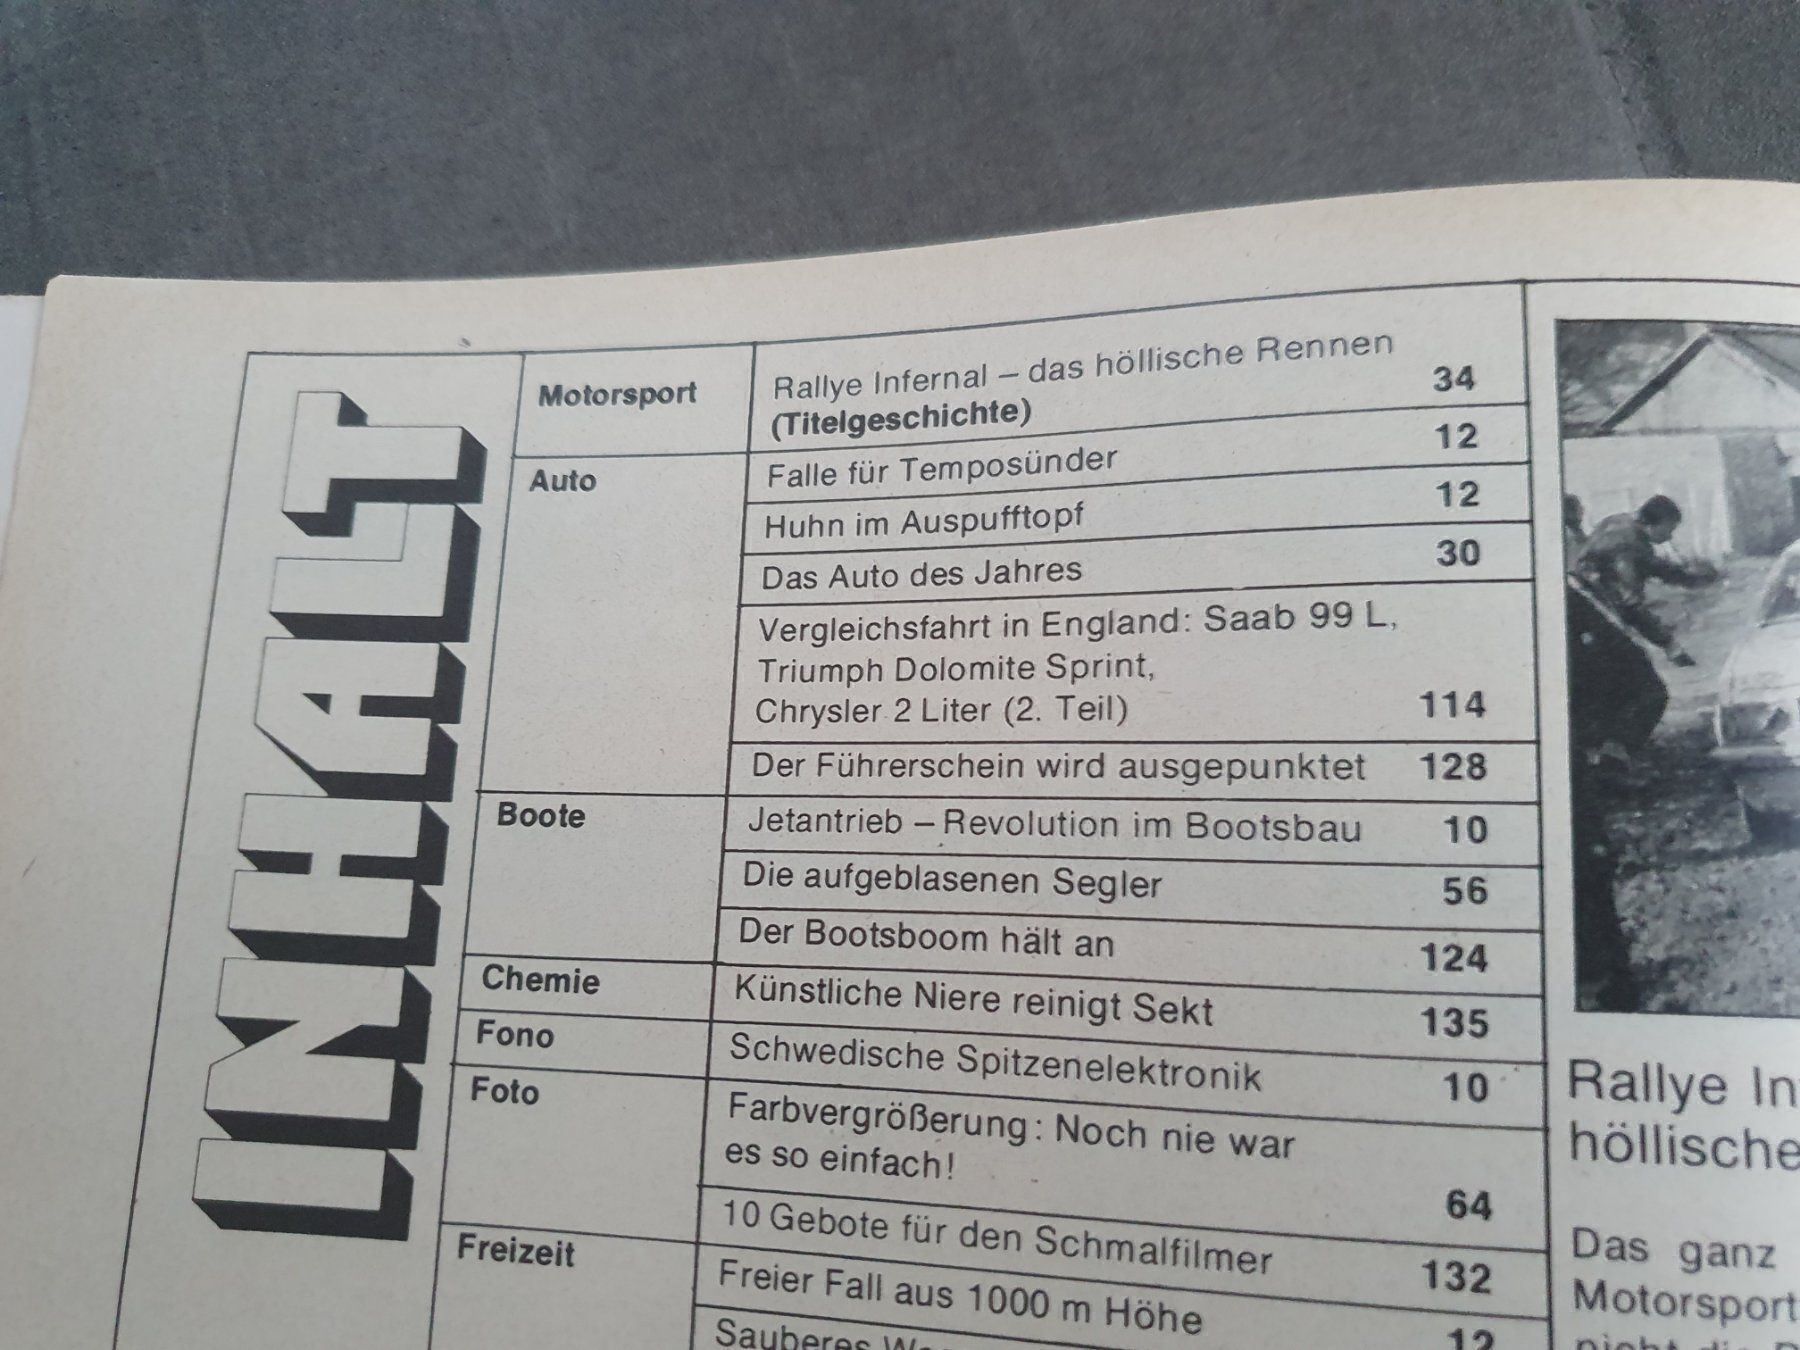 INHALT
Motorsport
Rallye Infernal – das höllische Rennen
(Titelgeschichte) 34
Auto
Falle für Temposünder 12
Huhn im Auspufftopf 12
Das Auto des Jahres 30
Vergleichsfahrt in England: Saab 99 L,
Triumph Dolomite Sprint,
Chrysler 2 Liter (2. Teil) 114
Der Führerschein wird ausgepunktet 128
Boote
Jetantrieb – Revolution im Bootsbau 10
Die aufgeblasenen Segler 56
Der Bootsboom hält an 124
Chemie
Künstliche Niere reinigt Sekt 135
Fono
Schwedische Spitzenelektronik 10
Foto
Farbvergrößerung: Noch nie war
es so einfach! 64
10 Gebote für den Schmalfilmer 132
Freizeit
Freier Fall aus 1000 m Höhe 12
Sauberes
Rallye In
höllische
Das ganz
Motorsport
nicht die